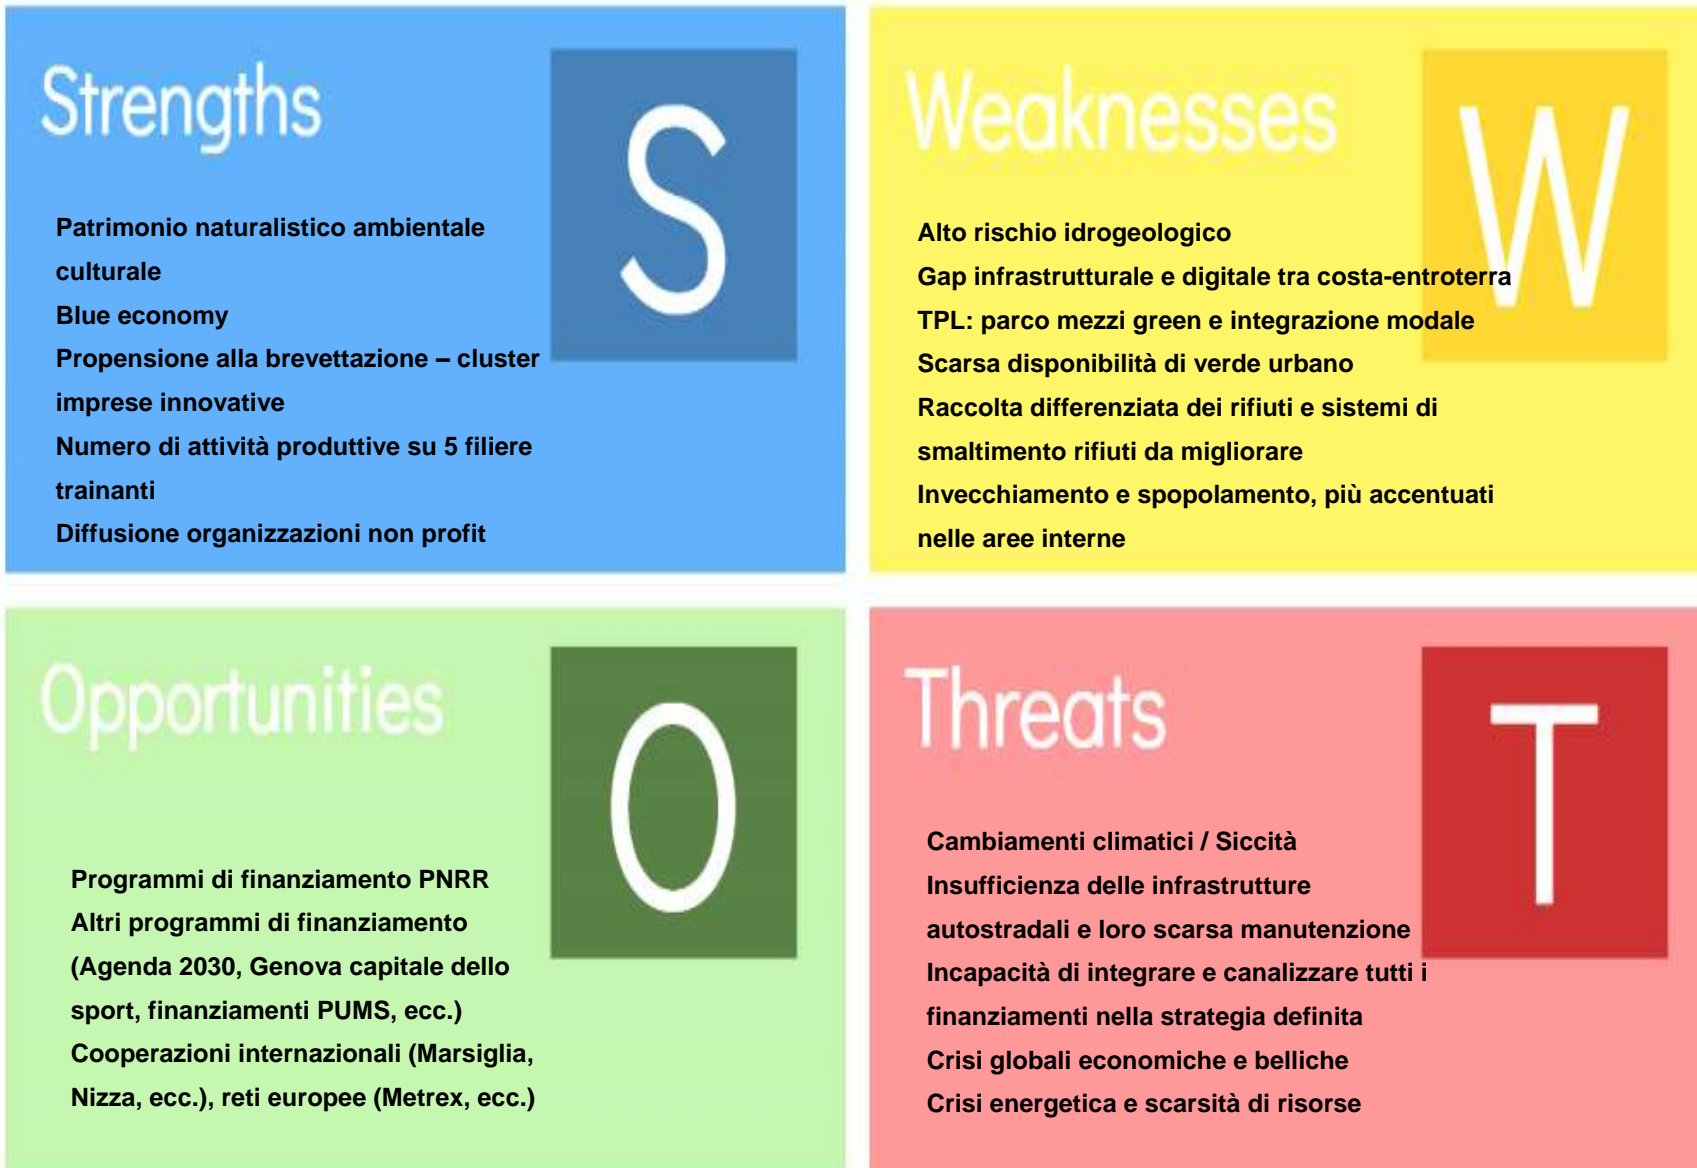 Strengths
S
Patrimonio naturalistico ambientale
culturale
Blue economy
Propensione alla brevettazione – cluster
imprese innovative
Numero di attività produttive su 5 filiere
trainanti
Diffusione organizzazioni non profit
Weaknesses
W
Alto rischio idrogeologico
Gap infrastrutturale e digitale tra costa-entroterra
TPL: parco mezzi green e integrazione modale
Scarsa disponibilità di verde urbano
Raccolta differenziata dei rifiuti e sistemi di
smaltimento rifiuti da migliorare
Invecchiamento e spopolamento, più accentuati
nelle aree interne
Opportunities
O
Programmi di finanziamento PNRR
Altri programmi di finanziamento
(Agenda 2030, Genova capitale dello
sport, finanziamenti PUMS, ecc.)
Cooperazioni internazionali (Marsiglia,
Nizza, ecc.), reti europee (Metrex, ecc.)
Threats
T
Cambiamenti climatici / Siccità
Insufficienza delle infrastrutture
autostradali e loro scarsa manutenzione
Incapacità di integrare e canalizzare tutti i
finanziamenti nella strategia definita
Crisi globali economiche e belliche
Crisi energetica e scarsità di risorse